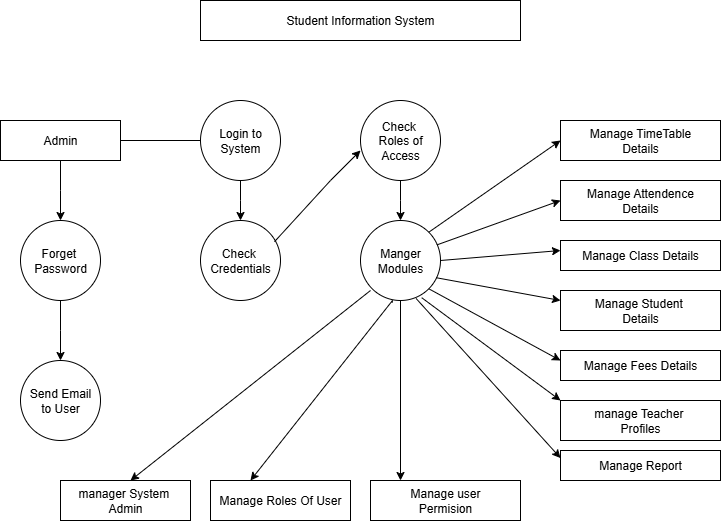 Student Information System
Admin
Login to
System
Check
Roles of
Access
Manage TimeTable
Details
Manage Attendence
Details
Forget
Password
Check
Credentials
Manger
Modules
Manage Class Details
Manage Student
Details
Manage Fees Details
Send Email
to User
manage Teacher
Profiles
Manage Report
manager System
Admin
Manage Roles Of User
Manage user
Permision